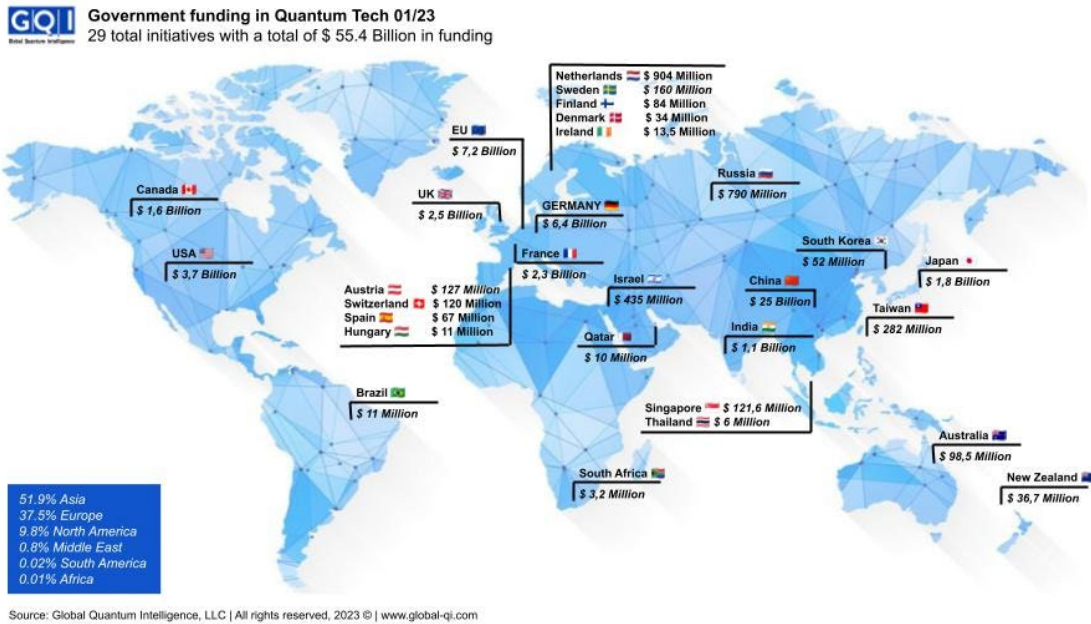 GQI
Global Quantum Intelligence
Government funding in Quantum Tech 01/23
29 total initiatives with a total of $ 55.4 Billion in funding
Netherlands $ 904 Million
Sweden $ 160 Million
Finland $ 84 Million
Denmark $ 34 Million
Ireland $ 13,5 Million
EU
$ 7,2 Billion
Russia
$ 790 Million
Canada
$ 1,6 Billion
UK
$ 2,5 Billion
GERMANY
$ 6,4 Billion
South Korea
$ 52 Million
USA
$ 3,7 Billion
France
$ 2,3 Billion
Japan
$ 1,8 Billion
Israel
$ 435 Million
China
$ 25 Billion
Austria $ 127 Million
Switzerland $ 120 Million
Spain $ 67 Million
Hungary $ 11 Million
Taiwan
$ 282 Million
India
$ 1,1 Billion
Qatar
$ 10 Million
Brazil
$ 11 Million
Singapore $ 121,6 Million
Thailand $ 6 Million
Australia
$ 98,5 Million
South Africa
$ 3,2 Million
New Zealand
$ 36,7 Million
51.9% Asia
37.5% Europe
9.8% North America
0.8% Middle East
0.02% South America
0.01% Africa
Source: Global Quantum Intelligence, LLC | All rights reserved, 2023 © | www.global-qi.com